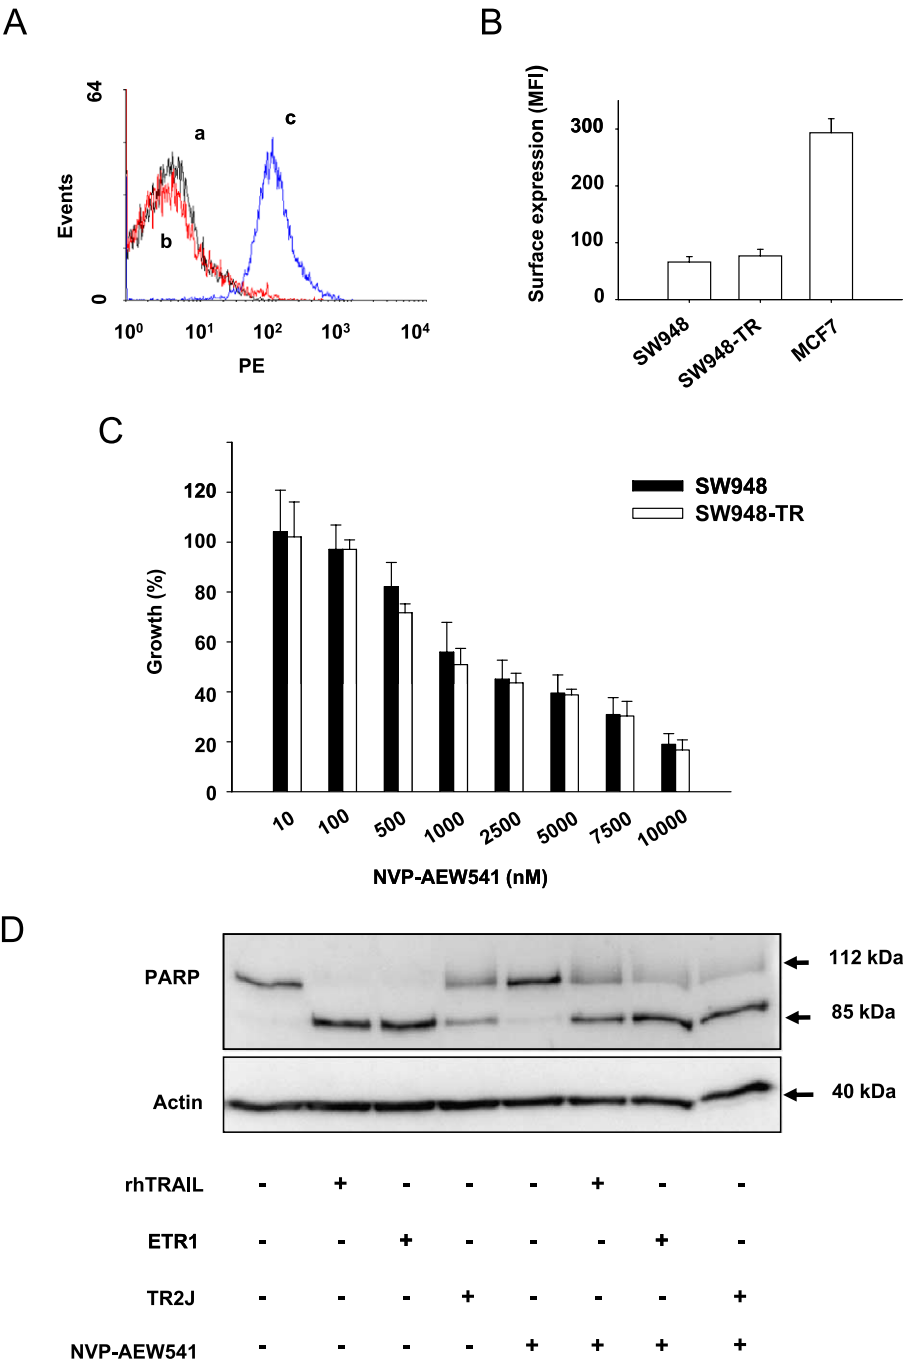 A
64
Events
0
a
b
c
10⁰ 10¹ 10² 10³ 10⁴
PE
B
Surface expression (MFI)
300
200
100
0
SW948
SW948-TR
MCF7
C
Growth (%)
120
100
80
60
40
20
0
SW948
SW948-TR
10 100 500 1000 2500 5000 7500 10000
NVP-AEW541 (nM)
D
PARP
112 kDa
85 kDa
Actin
40 kDa
rhTRAIL - + - - - + - -
ETR1 - - + - - - + -
TR2J - - - + - - - +
NVP-AEW541 - - - - + + + +